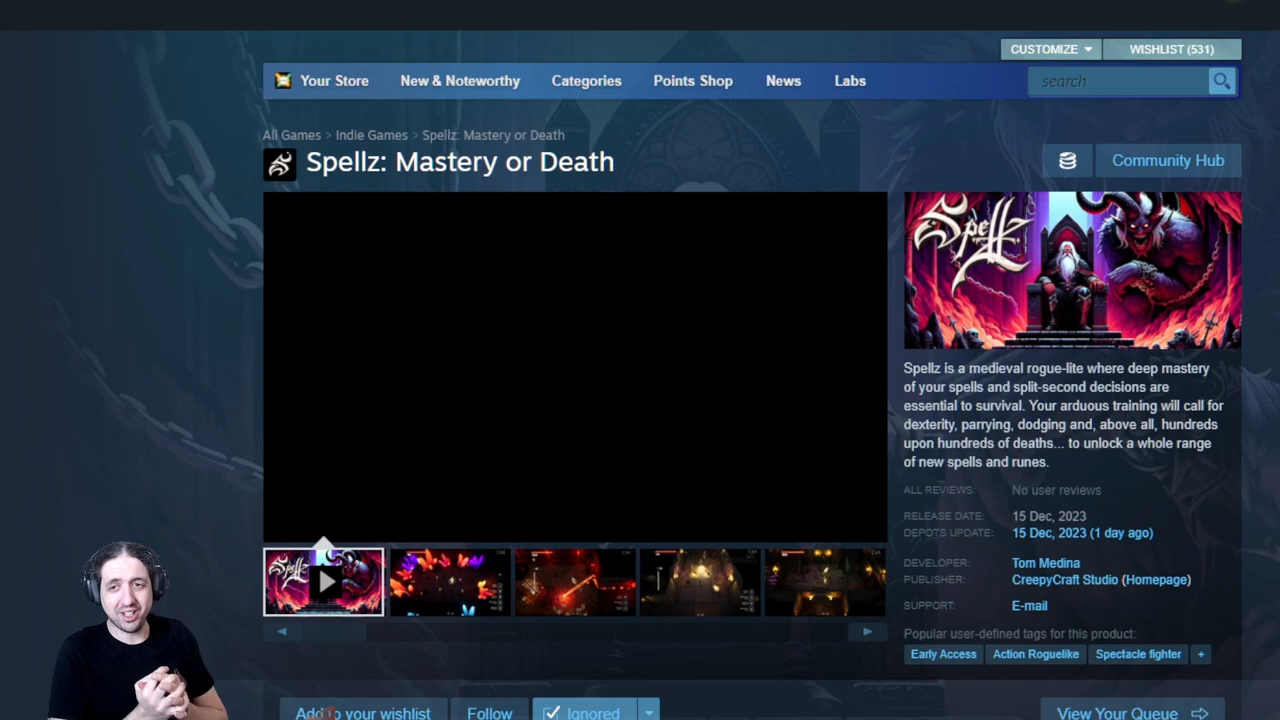 CUSTOMIZE
WISHLIST (531)
Your Store
New & Noteworthy
Categories
Points Shop
News
Labs
search
All Games > Indie Games > Spellz: Mastery or Death
Spellz: Mastery or Death
Community Hub
Spellz
Spellz is a medieval rogue-lite where deep mastery
of your spells and split-second decisions are
essential to survival. Your arduous training will call for
dexterity, parrying, dodging and, above all, hundreds
upon hundreds of deaths... to unlock a whole range
of new spells and runes.
ALL REVIEWS: No user reviews
RELEASE DATE: 15 Dec, 2023
DEPOTS UPDATE: 15 Dec, 2023 (1 day ago)
DEVELOPER: Tom Medina
PUBLISHER: CreepyCraft Studio (Homepage)
SUPPORT: E-mail
Popular user-defined tags for this product:
Early Access
Action Roguelike
Spectacle fighter
+
Add to your wishlist
Follow
Ignored
View Your Queue